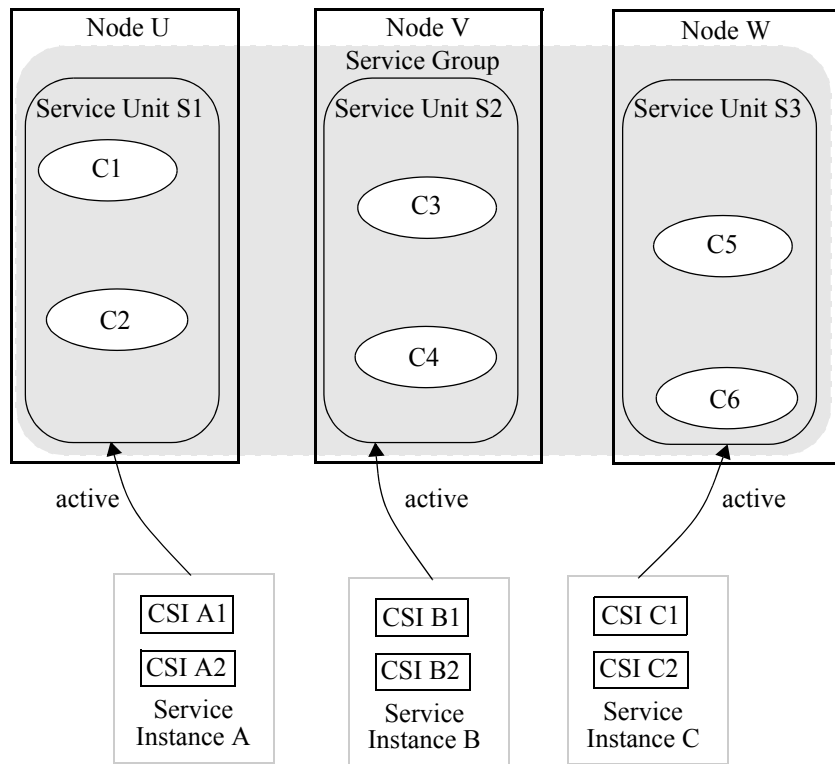 Node U
Node V
Node W
Service Group
Service Unit S1
Service Unit S2
Service Unit S3
C1
C3
C5
C2
C4
C6
active
active
active
CSI A1
CSI A2
Service
Instance A
CSI B1
CSI B2
Service
Instance B
CSI C1
CSI C2
Service
Instance C